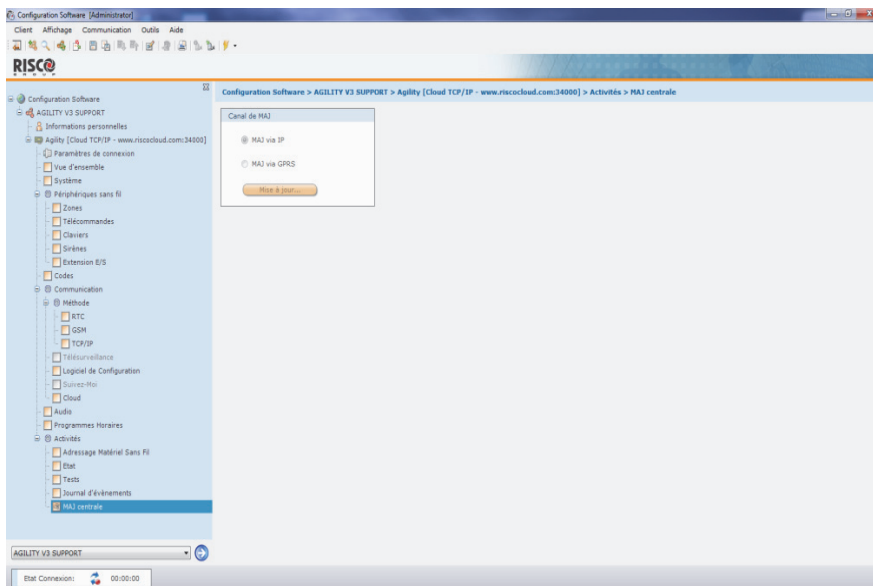 Configuration Software [Administrator]
Client Affichage Communication Outils Aide
RISCO
GROUP
Configuration Software
AGILITY V3 SUPPORT
Informations personnelles
Agility [Cloud TCP/IP - www.riscocloud.com:34000]
Paramètres de connexion
Vue d'ensemble
Système
Périphériques sans fil
Zones
Télécommandes
Claviers
Sirènes
Extension E/S
Codes
Communication
Méthode
RTC
GSM
TCP/IP
Télésurveillance
Logiciel de Configuration
Suivez-Moi
Cloud
Audio
Programmes Horaires
Activités
Adressage Matériel Sans Fil
Etat
Tests
Journal d'évènements
MAJ centrale
AGILITY V3 SUPPORT
Configuration Software > AGILITY V3 SUPPORT > Agility [Cloud TCP/IP - www.riscocloud.com:34000] > Activités > MAJ centrale
Canal de MAJ
MAJ via IP
MAJ via GPRS
Mise à jour...
Etat Connexion: 00:00:00